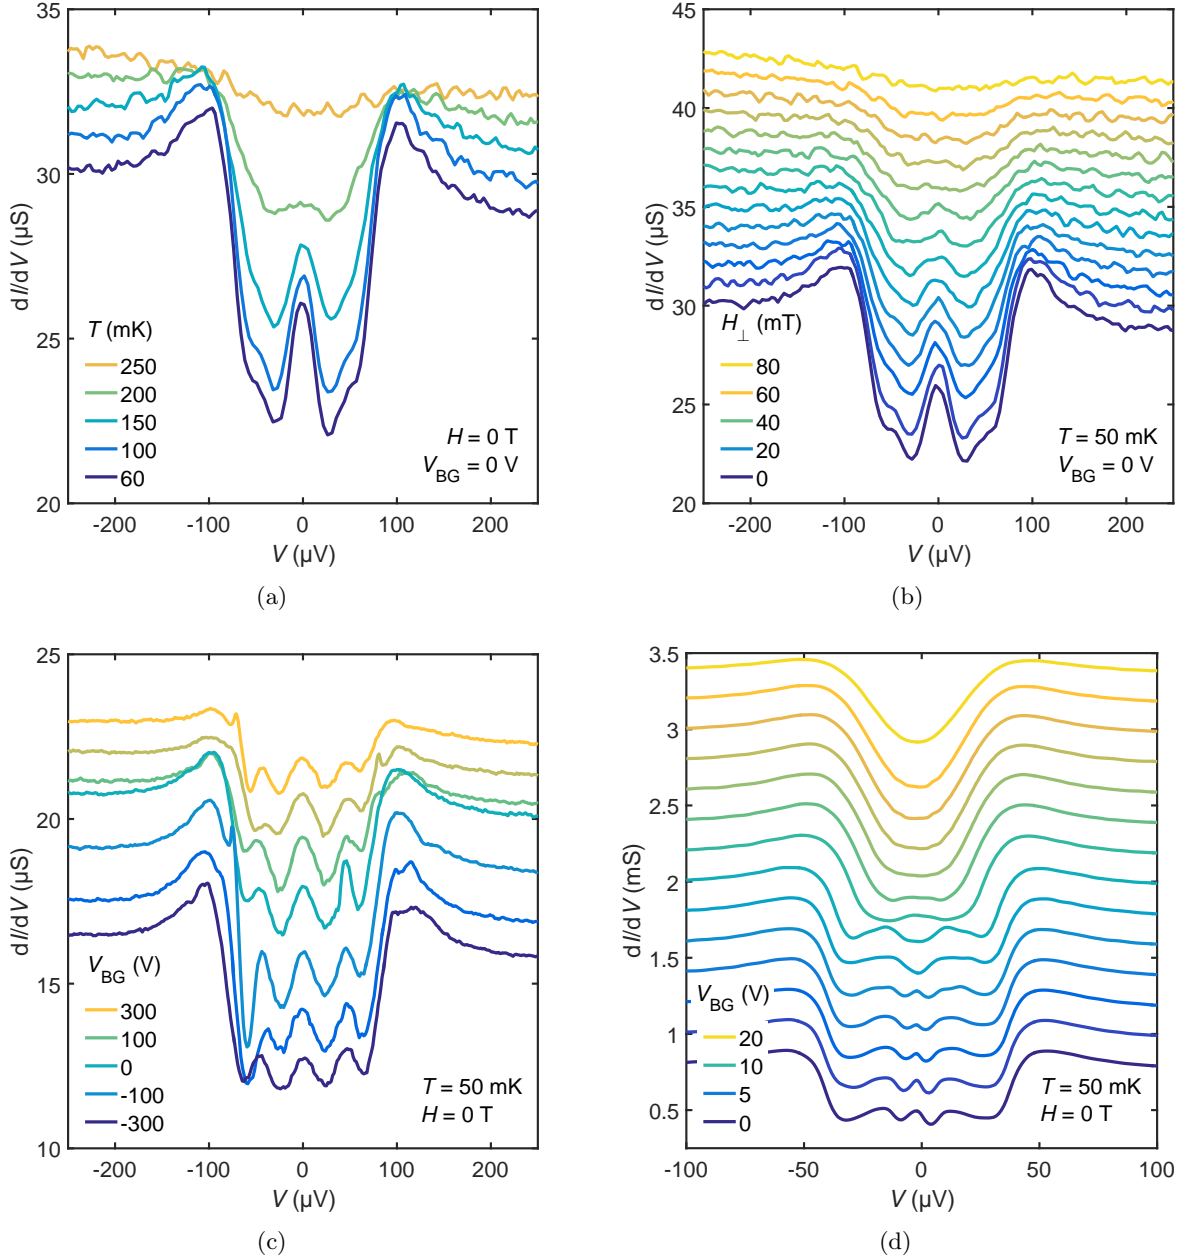 35
30
25
20
dI/dV (µS)
T (mK)
250
200
150
100
60
H = 0 T
V_BG = 0 V
-200 -100 0 100 200
V (µV)
(a)
45
40
35
30
25
20
dI/dV (µS)
H_⊥ (mT)
80
60
40
20
0
T = 50 mK
V_BG = 0 V
-200 -100 0 100 200
V (µV)
(b)
25
20
15
10
dI/dV (µS)
V_BG (V)
300
100
0
-100
-300
T = 50 mK
H = 0 T
-200 -100 0 100 200
V (µV)
(c)
3.5
3
2.5
2
1.5
1
0.5
dI/dV (mS)
V_BG (V)
20
10
5
0
T = 50 mK
H = 0 T
-100 -50 0 50 100
V (µV)
(d)